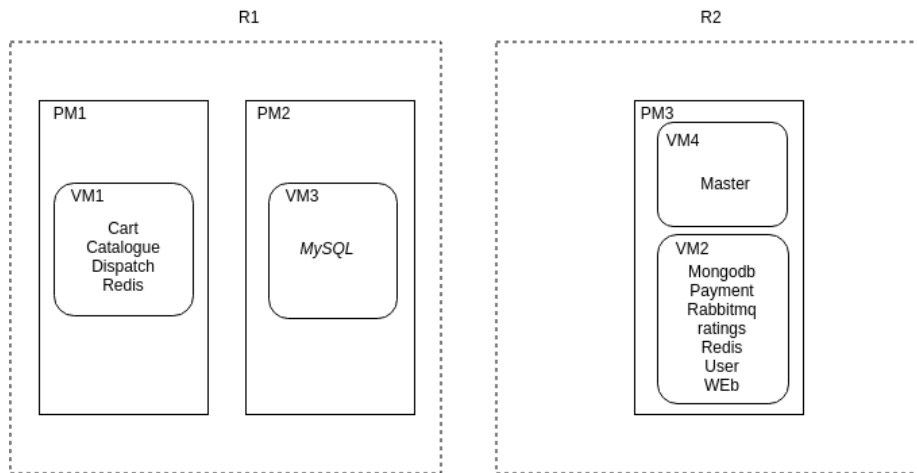 R1
R2
PM1
VM1
Cart
Catalogue
Dispatch
Redis
PM2
VM3
MySQL
PM3
VM4
Master
VM2
Mongodb
Payment
Rabbitmq
ratings
Redis
User
WEb